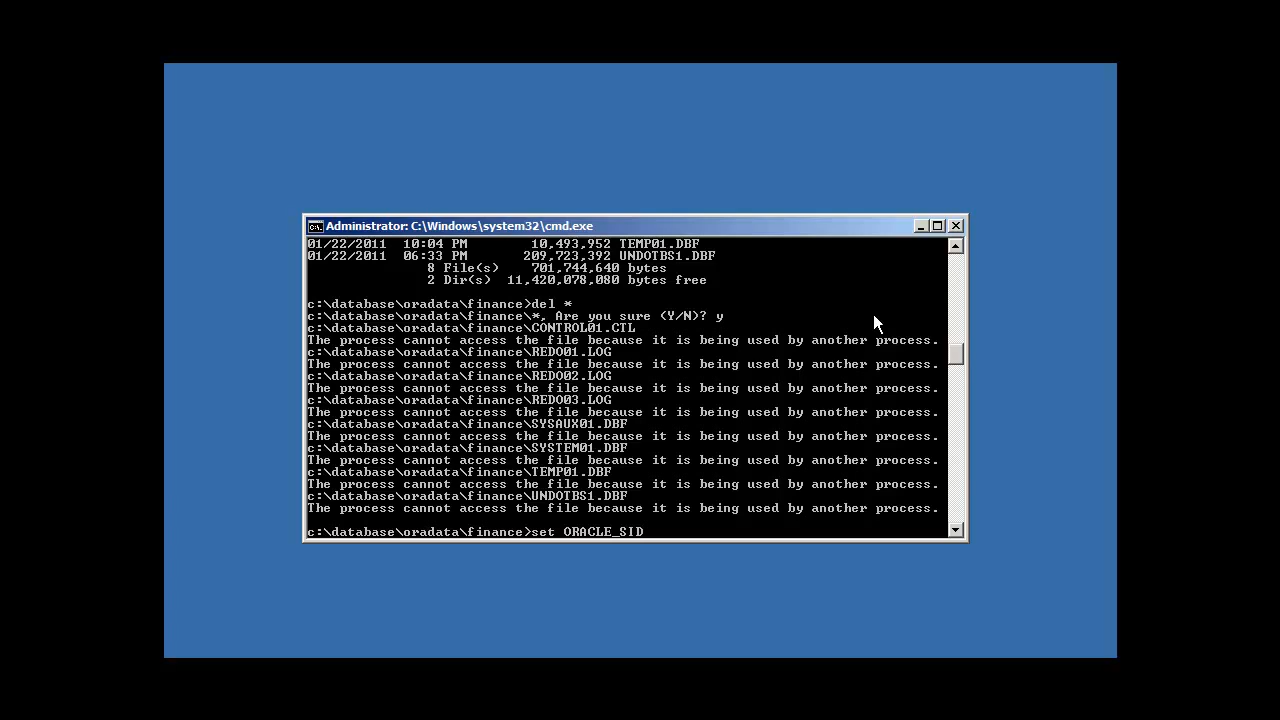 Administrator: C:\Windows\system32\cmd.exe
01/22/2011  10:04 PM        10,493,952 TEMP01.DBF
01/22/2011  06:33 PM       209,723,392 UNDOTBS1.DBF
               8 File(s)    701,744,640 bytes
               2 Dir(s)  11,420,078,080 bytes free
c:\database\oradata\finance>del *
c:\database\oradata\finance\*, Are you sure (Y/N)? y
c:\database\oradata\finance\CONTROL01.CTL
The process cannot access the file because it is being used by another process.
c:\database\oradata\finance\REDO01.LOG
The process cannot access the file because it is being used by another process.
c:\database\oradata\finance\REDO02.LOG
The process cannot access the file because it is being used by another process.
c:\database\oradata\finance\REDO03.LOG
The process cannot access the file because it is being used by another process.
c:\database\oradata\finance\SYSAUX01.DBF
The process cannot access the file because it is being used by another process.
c:\database\oradata\finance\SYSTEM01.DBF
The process cannot access the file because it is being used by another process.
c:\database\oradata\finance\TEMP01.DBF
The process cannot access the file because it is being used by another process.
c:\database\oradata\finance\UNDOTBS1.DBF
The process cannot access the file because it is being used by another process.
c:\database\oradata\finance>set ORACLE_SID